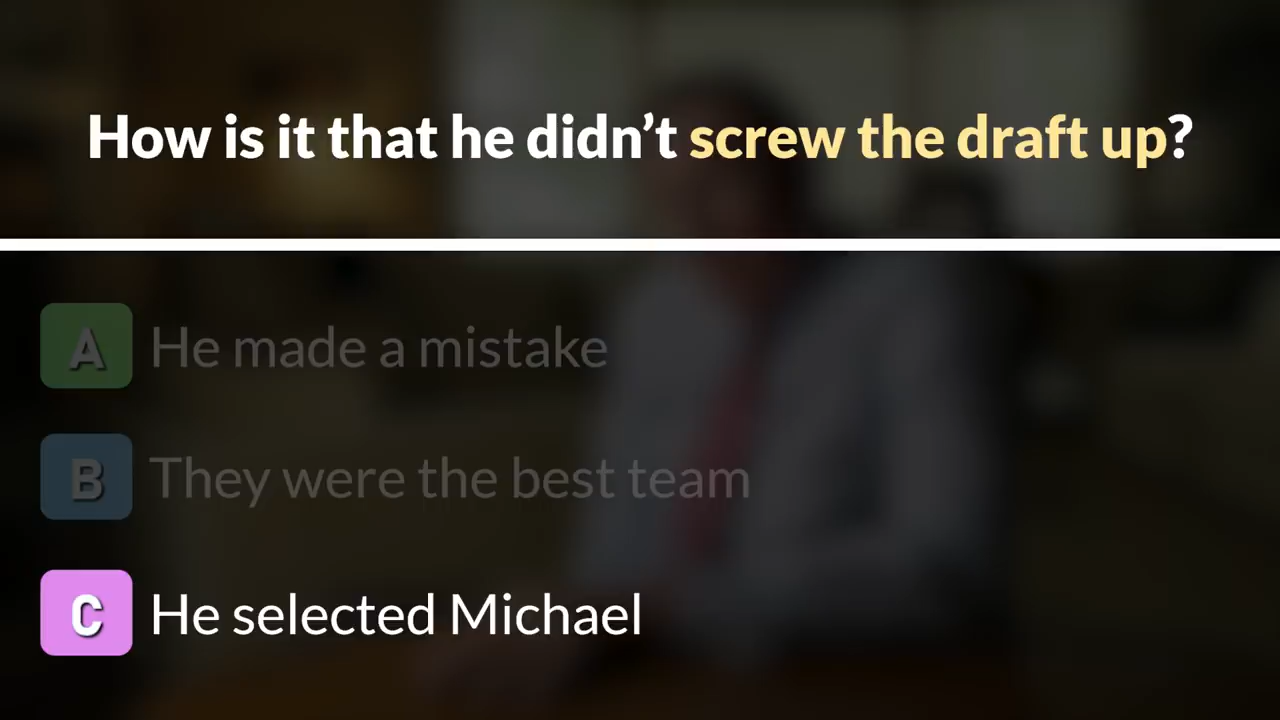 How is it that he didn’t screw the draft up?
A He made a mistake
B They were the best team
C He selected Michael